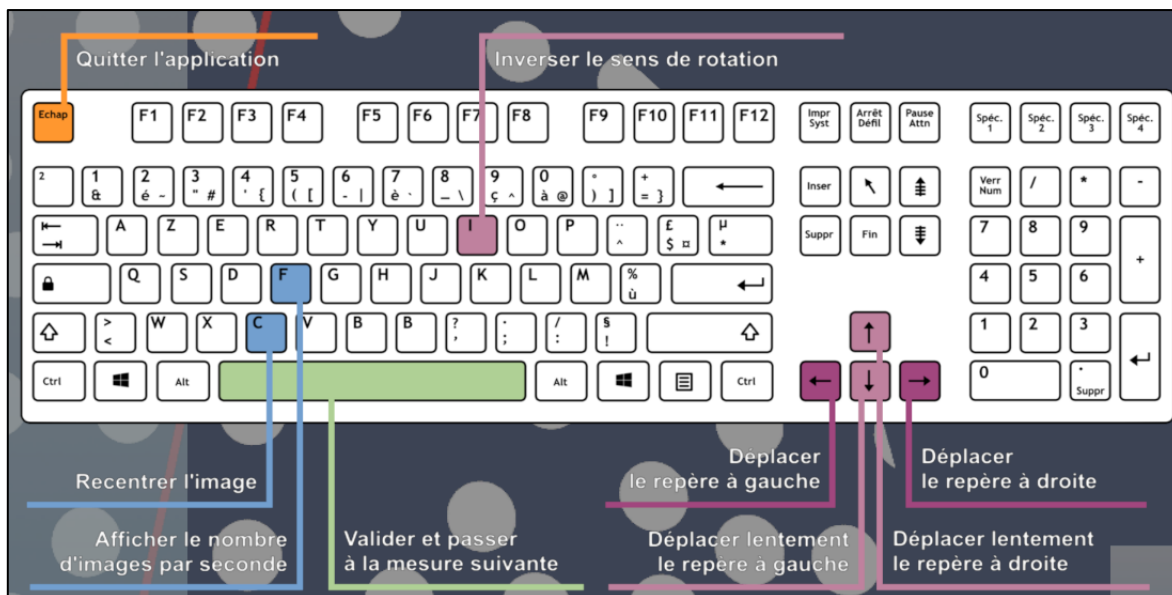 Quitter l'application
Inverser le sens de rotation
Echap F1 F2 F3 F4 F5 F6 F7 F8 F9 F10 F11 F12 Impr Syst Arrêt Défil Pause Attn Spéc. 1 Spéc. 2 Spéc. 3 Spéc. 4
2 1 & 2 é ~ 3 " # 4 ' { 5 ( [ 6 - | 7 è ` 8 _ \ 9 ç ^ 0 à @ ° ) ] + = } Inser Verr Num / * -
A Z E R T Y U I O P ¨ ^ £ $ ¤ µ * Suppr Fin 7 8 9 +
Q S D F G H J K L M % ù 4 5 6
> < W X C V B B ? , . ; / : § ! 1 2 3
Ctrl Alt Alt Ctrl 0 . Suppr
Recentrer l'image
Déplacer
le repère à gauche
Déplacer
le repère à droite
Afficher le nombre
d'images par seconde
Valider et passer
à la mesure suivante
Déplacer lentement
le repère à gauche
Déplacer lentement
le repère à droite